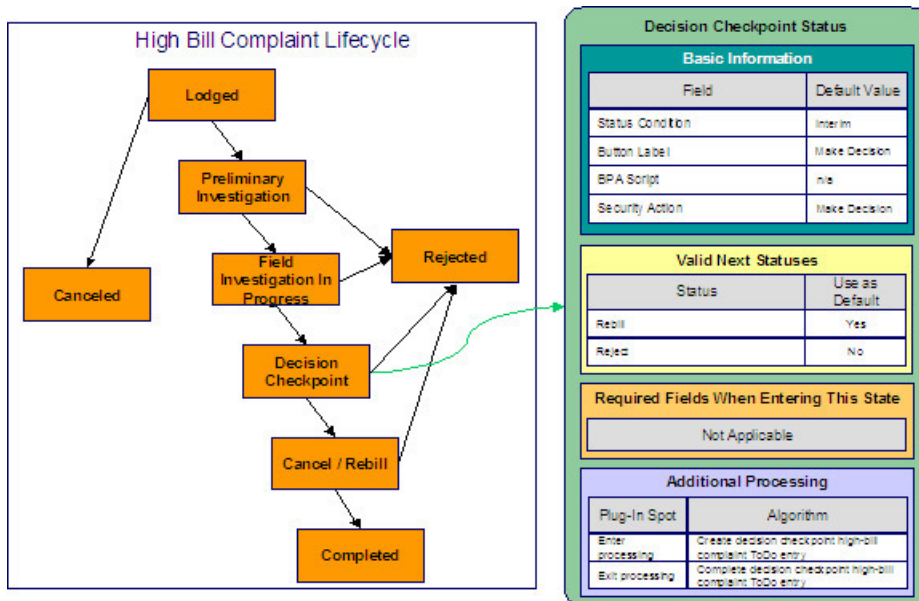 High Bill Complaint Lifecycle
Lodged
Preliminary
Investigation
Field
Investigation In
Progress
Rejected
Canceled
Decision
Checkpoint
Cancel / Rebill
Completed
Decision Checkpoint Status
Basic Information
Field Default Value
Status Condition Interim
Button Label Make Decision
BPA Script n/a
Security Action Make Decision
Valid Next Statuses
Status Use as
Default
Rebill Yes
Reject No
Required Fields When Entering This State
Not Applicable
Additional Processing
Plug-In Spot Algorithm
Enter
processing
Create decision checkpoint high-bill
complaint ToDo entry
Exit processing
Complete decision checkpoint high-bill
complaint ToDo entry